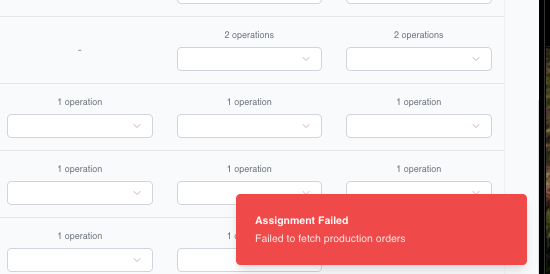 2 operations
2 operations
-
1 operation
1 operation
1 operation
1 operation
1 operation
1 operation
1 operation
1
Assignment Failed
Failed to fetch production orders